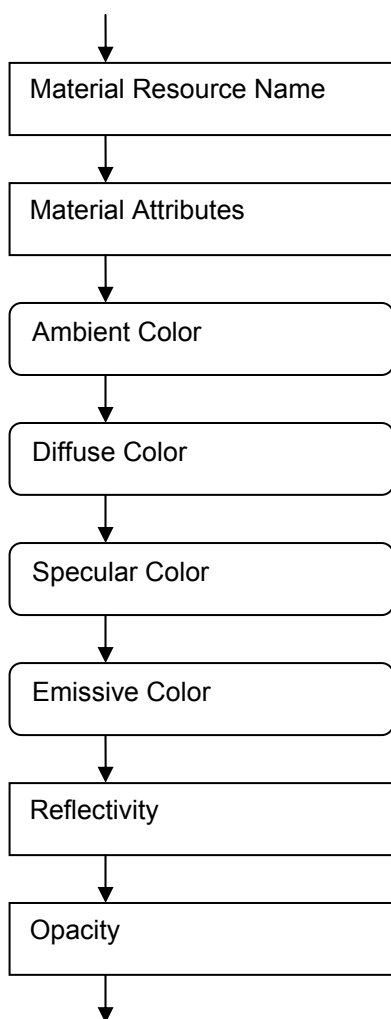 Material Resource Name
Material Attributes
Ambient Color
Diffuse Color
Specular Color
Emissive Color
Reflectivity
Opacity